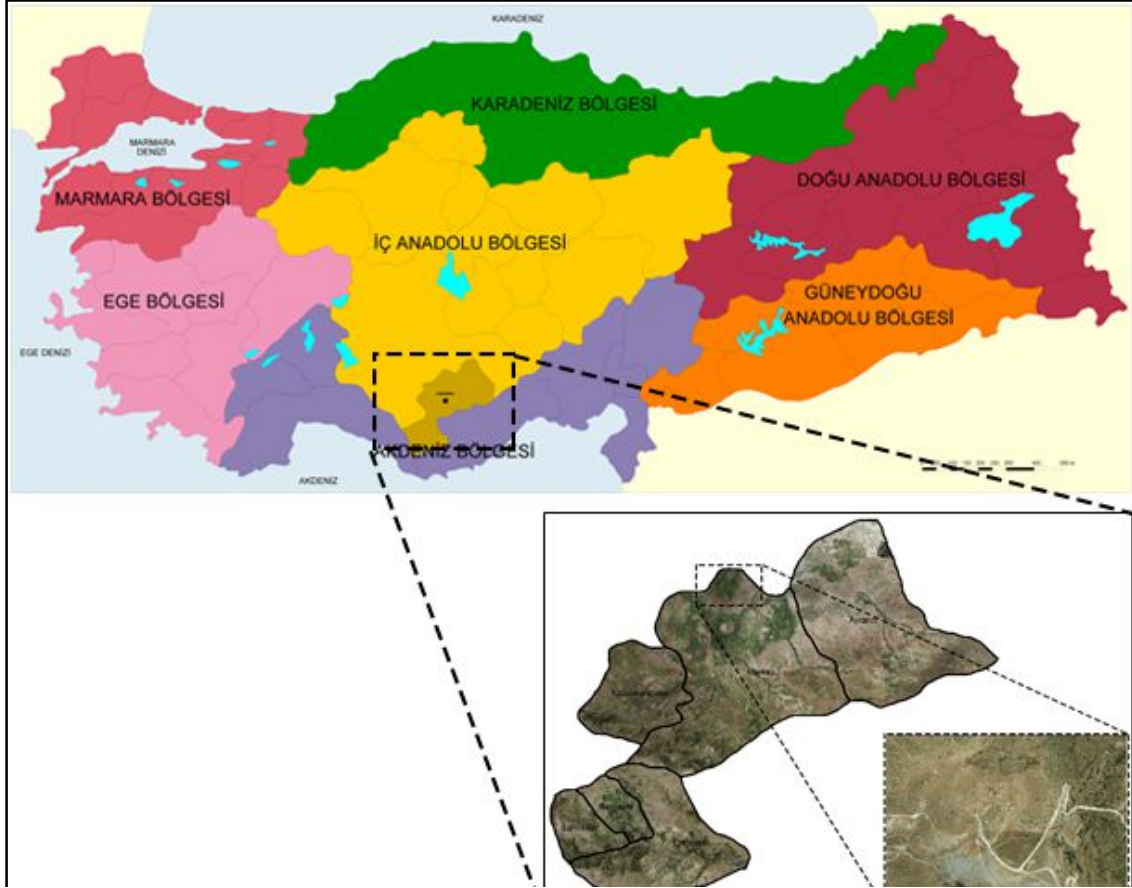 KARADENİZ
KARADENİZ BÖLGESİ
MARMARA
DENİZİ
MARMARA BÖLGESİ
DOĞU ANADOLU BÖLGESİ
İÇ ANADOLU BÖLGESİ
EGE BÖLGESİ
GÜNEYDOĞU
ANADOLU BÖLGESİ
EGE DENİZİ
AKDENİZ BÖLGESİ
AKDENİZ